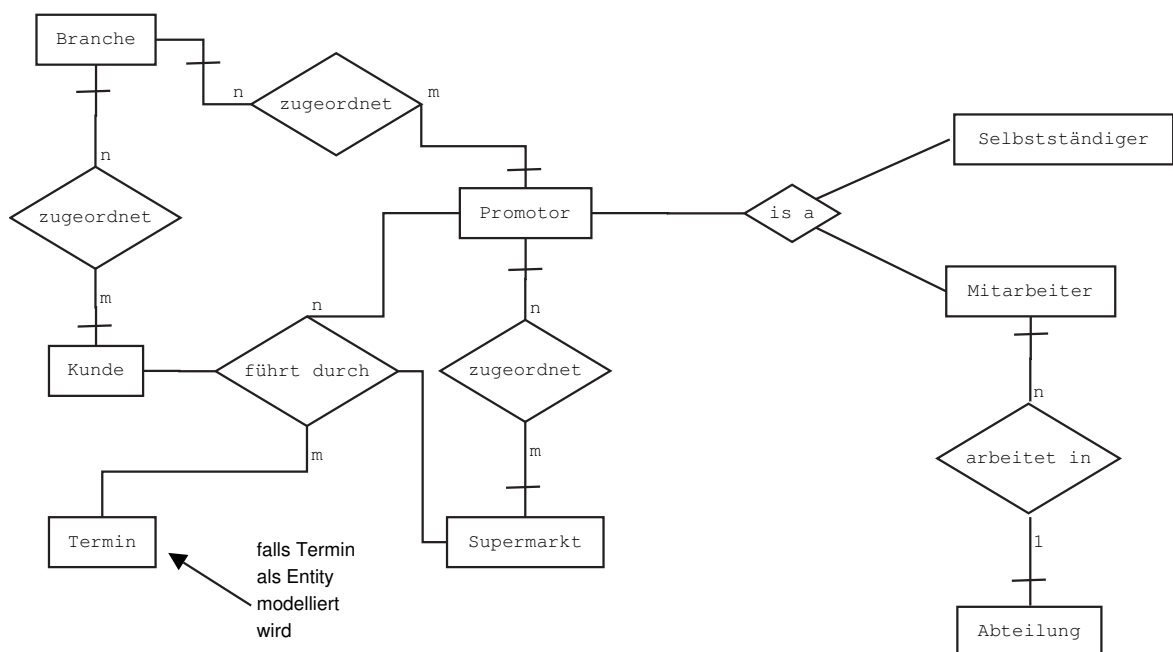 Branche
n
zugeordnet
m
Selbstständiger
n
zugeordnet
Promotor
is a
m
n
n
Mitarbeiter
Kunde
führt durch
zugeordnet
n
m
m
arbeitet in
Termin
Supermarkt
1
falls Termin
als Entity
modelliert
wird
Abteilung